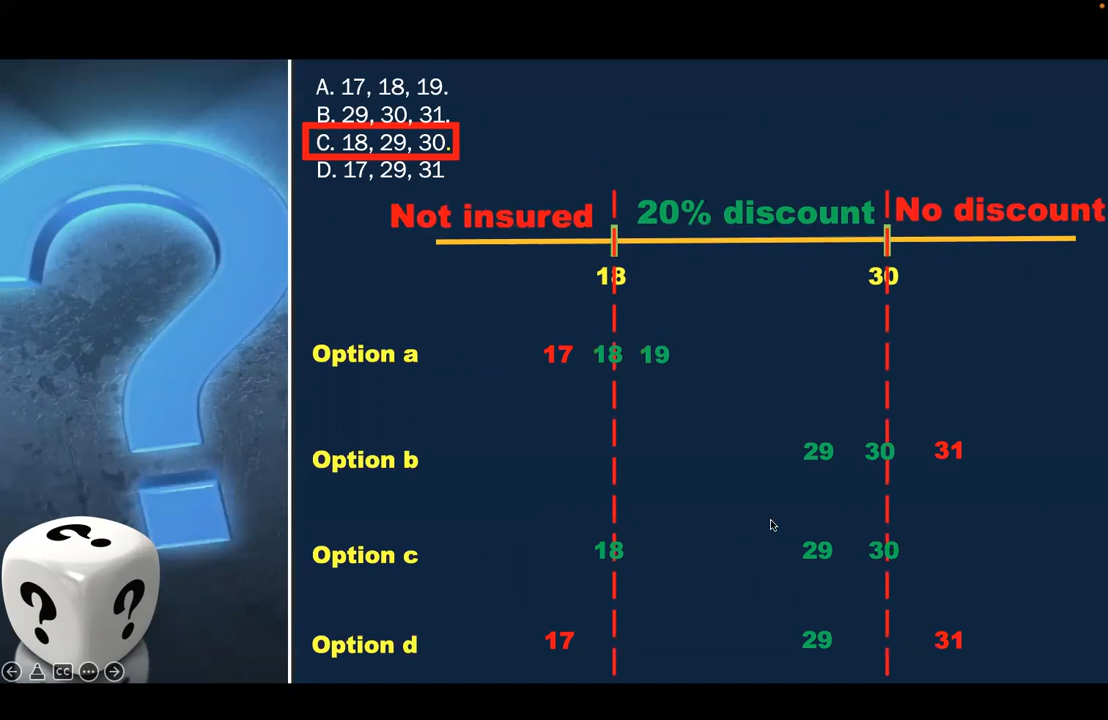 A. 17, 18, 19.
B. 29, 30, 31.
C. 18, 29, 30.
D. 17, 29, 31
Not insured 20% discount No discount
18 30
Option a 17 18 19
Option b 29 30 31
Option c 18 29 30
Option d 17 29 31
CC